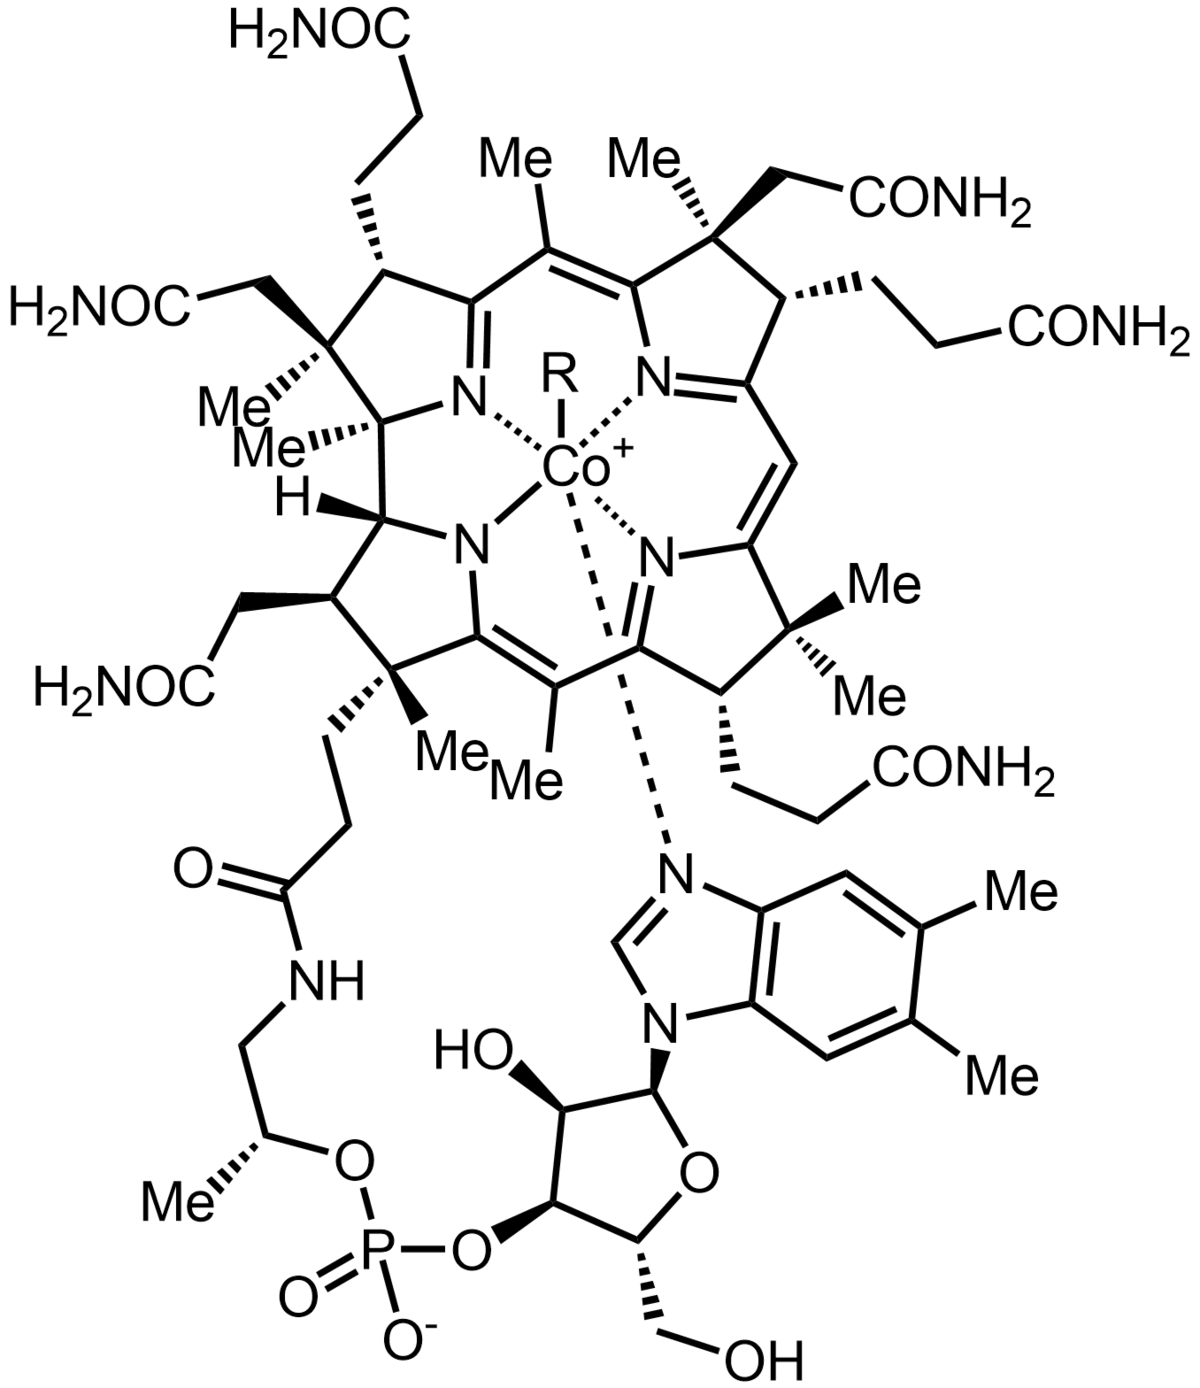 H₂NOC
Me Me CONH₂
H₂NOC CONH₂
R N
Me N
Me Co⁺
H N N
Me
H₂NOC Me
Me Me CONH₂
O N Me
NH N
HO Me
Me O O
P O
O O⁻ OH